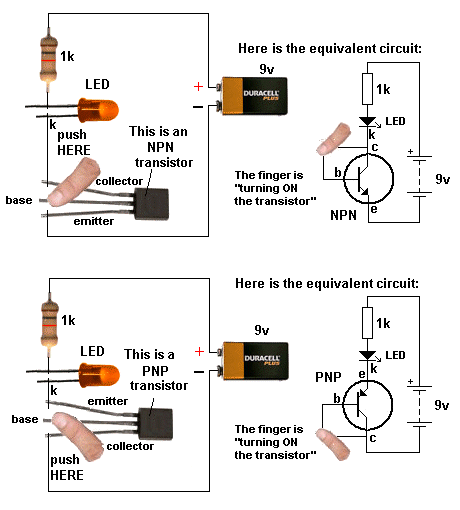 1k
LED
k
push
HERE
This is an
NPN
transistor
collector
base
emitter
+
−
9v
DURACELL
PLUS
Here is the equivalent circuit:
1k
LED
k
c
b
e
NPN
+
−
9v
The finger is
"turning ON
the transistor"
1k
LED
k
This is a
PNP
transistor
emitter
base
collector
push
HERE
+
−
9v
DURACELL
PLUS
Here is the equivalent circuit:
1k
LED
k
e
PNP
b
c
+
−
9v
The finger is
"turning ON
the transistor"